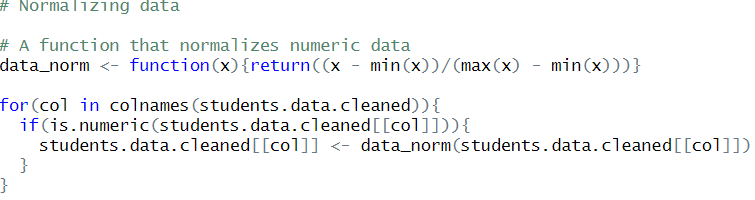 # Normalizing data
# A function that normalizes numeric data
data_norm <- function(x){return((x - min(x))/(max(x) - min(x)))}
for(col in colnames(students.data.cleaned)){
  if(is.numeric(students.data.cleaned[[col]])){
    students.data.cleaned[[col]] <- data_norm(students.data.cleaned[[col]])
  }
}